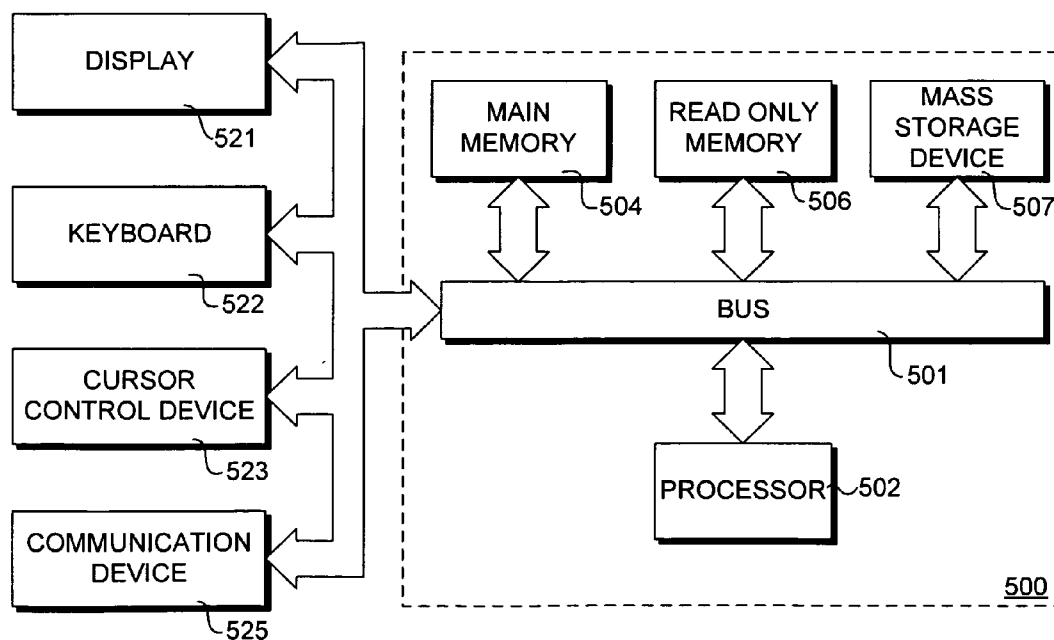 DISPLAY
521
KEYBOARD
522
CURSOR
CONTROL DEVICE
523
COMMUNICATION
DEVICE
525
MAIN
MEMORY
504
READ ONLY
MEMORY
506
MASS
STORAGE
DEVICE
507
BUS
501
PROCESSOR
502
500